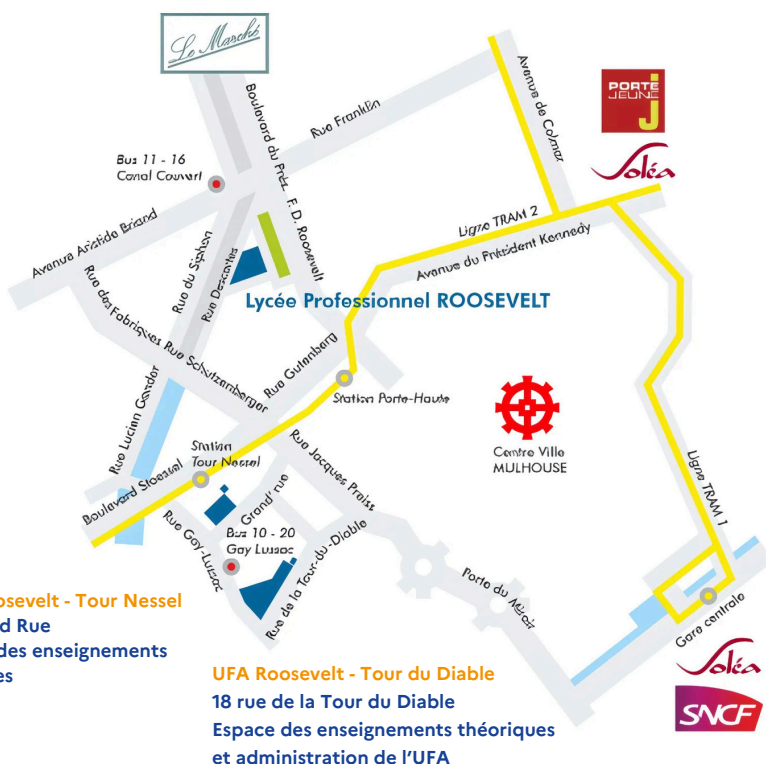 Le Marché
PORTE
JEUNE
J
Soléa
Avenue de Colmar
Rue Franklin
Boulevard du Prés. F. D. Roosevelt
Bus 11 - 16
Canal Couvert
Avenue Aristide Briand
Rue du Siphon
Rue Descartes
Ligne TRAM 2
Avenue du Président Kennedy
Lycée Professionnel ROOSEVELT
Rue des Fabriques
Rue Schutzenberger
Rue Gutenberg
Station Porte-Haute
Rue Lucien Gander
Centre Ville
MULHOUSE
Station
Tour Nessel
Rue Jacques Preiss
Boulevard Stoessel
Grand' rue
Ligne TRAM 1
Rue Gay-Lussac
Bus 10 - 20
Gay Lussac
Rue de la Tour-du-Diable
Porte du Miroir
Gare centrale
Soléa
SNCF
osevelt - Tour Nessel
d Rue
des enseignements
es
UFA Roosevelt - Tour du Diable
18 rue de la Tour du Diable
Espace des enseignements théoriques
et administration de l'UFA